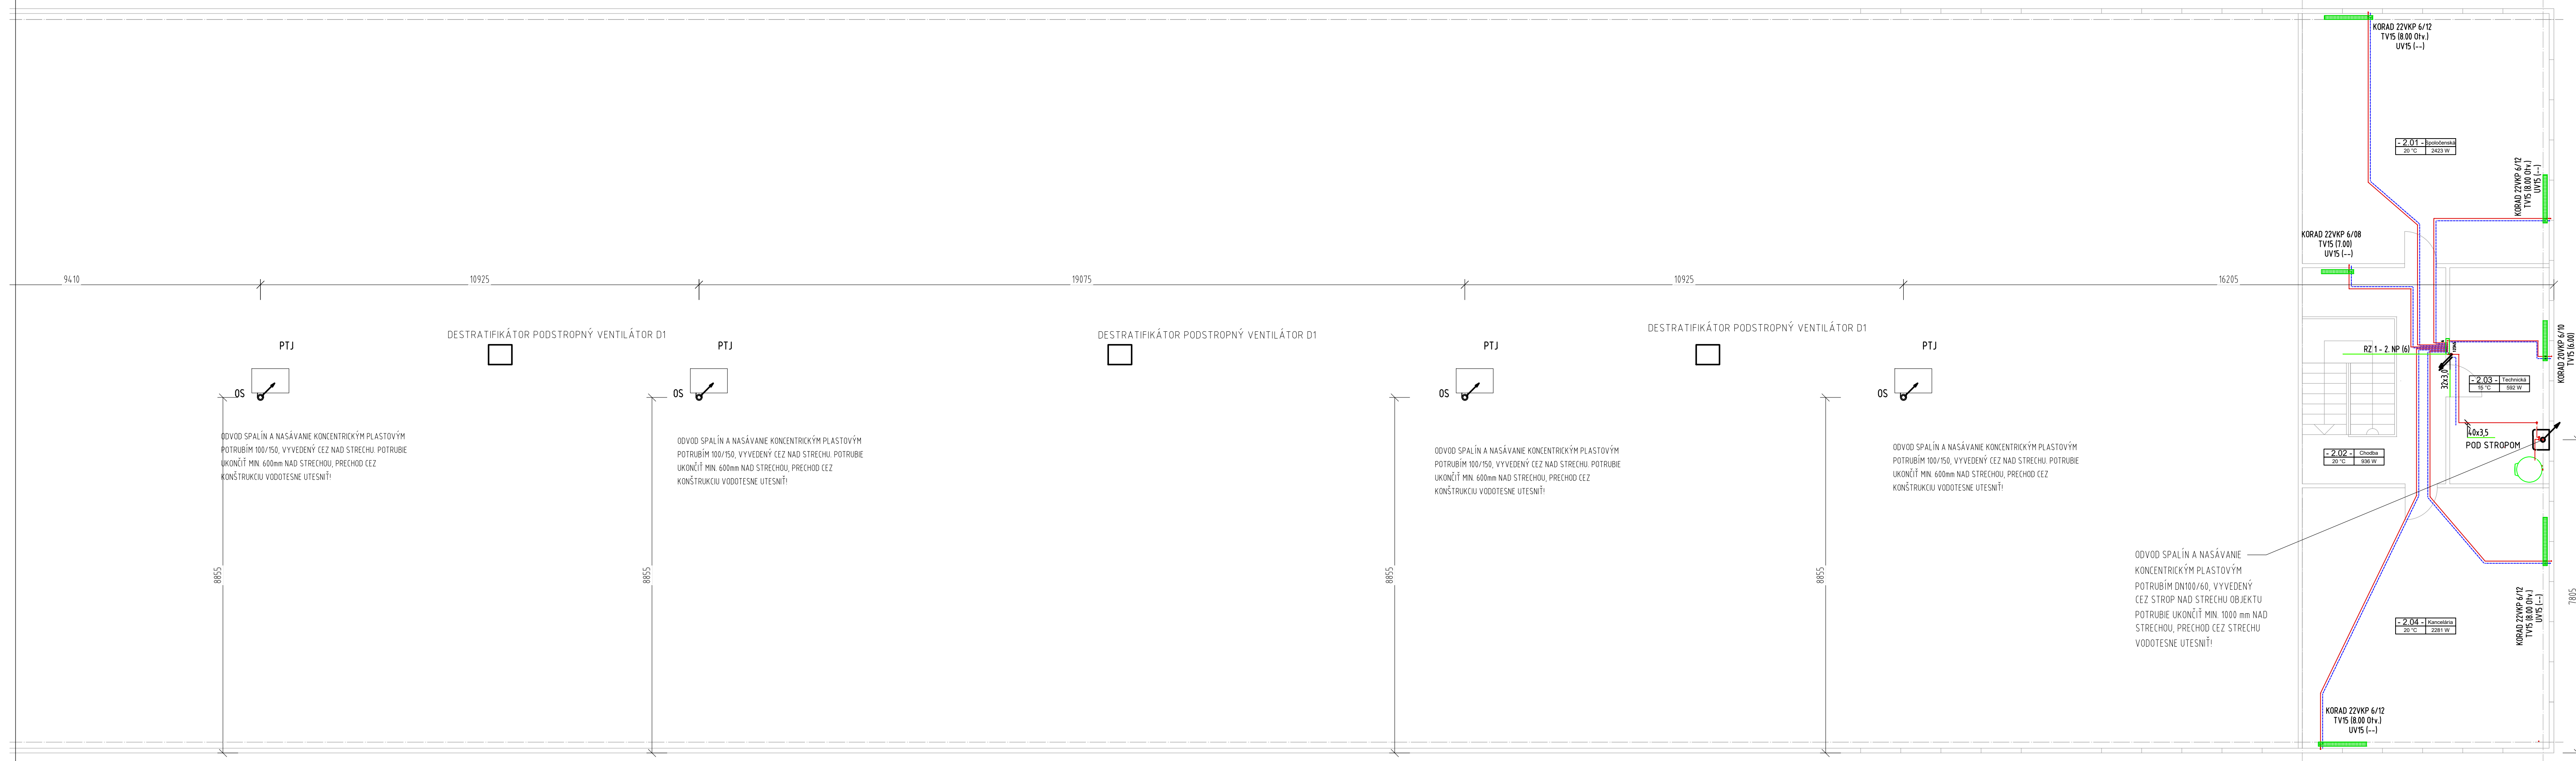 KORAD 22VKP 6/12
TV15 (8.00 Otv.)
UV15 (--)
- 2.01 -
Spoločenská
20 °C
2423 W
KORAD 22VKP 6/12
TV15 (8.00 Otv.)
UV15 (--)
KORAD 22VKP 6/08
TV15 (7.00)
UV15 (--)
9410
10925
19075
10925
16205
DESTRATIFIKÁTOR PODSTROPNÝ VENTILÁTOR D1
DESTRATIFIKÁTOR PODSTROPNÝ VENTILÁTOR D1
DESTRATIFIKÁTOR PODSTROPNÝ VENTILÁTOR D1
PTJ
PTJ
PTJ
PTJ
OS
OS
OS
OS
RZ 1 - 2. NP (6)
32x3,0
KORAD 20VKP 6/10
TV15 (6.00)
- 2.03 -
Technická
15 °C
592 W
40x3,5
POD STROPOM
- 2.02 -
Chodba
20 °C
936 W
ODVOD SPALÍN A NASÁVANIE KONCENTRICKÝM PLASTOVÝM
POTRUBÍM 100/150, VYVEDENÝ CEZ NAD STRECHU. POTRUBIE
UKONČIŤ MIN. 600mm NAD STRECHOU, PRECHOD CEZ
KONŠTRUKCIU VODOTESNE UTESNIŤ!
ODVOD SPALÍN A NASÁVANIE KONCENTRICKÝM PLASTOVÝM
POTRUBÍM 100/150, VYVEDENÝ CEZ NAD STRECHU. POTRUBIE
UKONČIŤ MIN. 600mm NAD STRECHOU, PRECHOD CEZ
KONŠTRUKCIU VODOTESNE UTESNIŤ!
ODVOD SPALÍN A NASÁVANIE KONCENTRICKÝM PLASTOVÝM
POTRUBÍM 100/150, VYVEDENÝ CEZ NAD STRECHU. POTRUBIE
UKONČIŤ MIN. 600mm NAD STRECHOU, PRECHOD CEZ
KONŠTRUKCIU VODOTESNE UTESNIŤ!
ODVOD SPALÍN A NASÁVANIE KONCENTRICKÝM PLASTOVÝM
POTRUBÍM 100/150, VYVEDENÝ CEZ NAD STRECHU. POTRUBIE
UKONČIŤ MIN. 600mm NAD STRECHOU, PRECHOD CEZ
KONŠTRUKCIU VODOTESNE UTESNIŤ!
8855
8855
8855
8855
ODVOD SPALÍN A NASÁVANIE
KONCENTRICKÝM PLASTOVÝM
POTRUBÍM DN100/60, VYVEDENÝ
CEZ STROP NAD STRECHU OBJEKTU
POTRUBIE UKONČIŤ MIN. 1000 mm NAD
STRECHOU, PRECHOD CEZ STRECHU
VODOTESNE UTESNIŤ!
KORAD 22VKP 6/12
TV15 (8.00 Otv.)
UV15 (--)
7805
- 2.04 -
Kancelária
20 °C
2281 W
KORAD 22VKP 6/12
TV15 (8.00 Otv.)
UV15 (--)